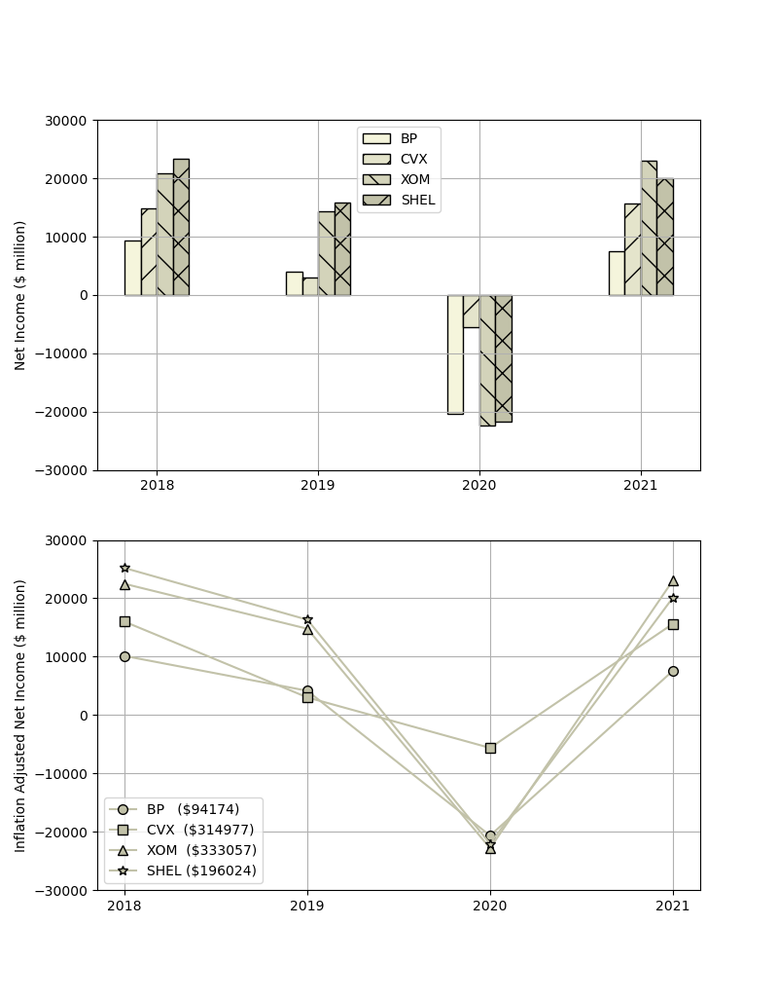 30000
20000
10000
0
−10000
−20000
−30000
Net Income ($ million)
BP
CVX
XOM
SHEL
2018 2019 2020 2021
30000
20000
10000
0
−10000
−20000
−30000
Inflation Adjusted Net Income ($ million)
BP ($94174)
CVX ($314977)
XOM ($333057)
SHEL ($196024)
2018 2019 2020 2021